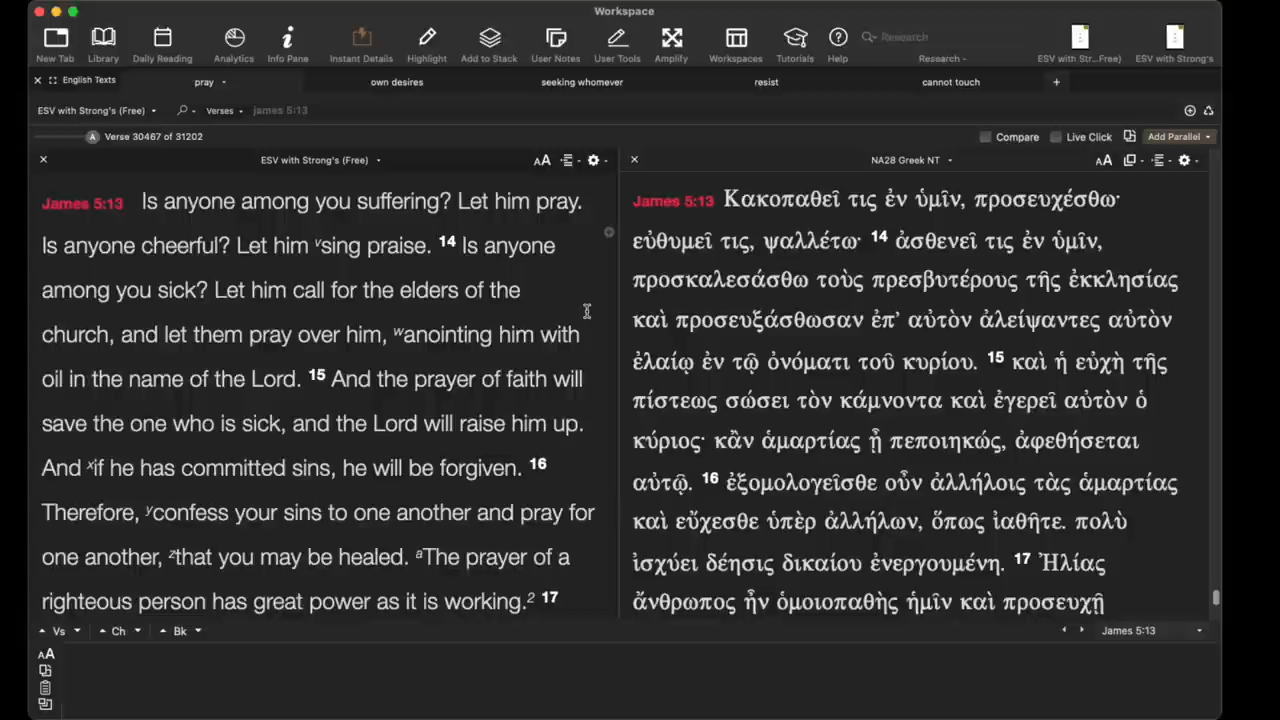 Workspace
New Tab Library Daily Reading Analytics Info Pane Instant Details Highlight Add to Stack User Notes User Tools Amplify Workspaces Tutorials Help Research Research ESV with Str...Free) ESV with Strong's
English Texts pray own desires seeking whomever resist cannot touch +
ESV with Strong's (Free) Verses james 5:13
A Verse 30467 of 31202 Compare Live Click Add Parallel
ESV with Strong's (Free) AA
James 5:13 Is anyone among you suffering? Let him pray.
Is anyone cheerful? Let him ᵛsing praise. 14 Is anyone
among you sick? Let him call for the elders of the
church, and let them pray over him, ʷanointing him with
oil in the name of the Lord. 15 And the prayer of faith will
save the one who is sick, and the Lord will raise him up.
And ˣif he has committed sins, he will be forgiven. 16
Therefore, ʸconfess your sins to one another and pray for
one another, ᶻthat you may be healed. ᵃThe prayer of a
righteous person has great power as it is working.² 17
NA28 Greek NT AA
James 5:13 Κακοπαθεῖ τις ἐν ὑμῖν, προσευχέσθω·
εὐθυμεῖ τις, ψαλλέτω· 14 ἀσθενεῖ τις ἐν ὑμῖν,
προσκαλεσάσθω τοὺς πρεσβυτέρους τῆς ἐκκλησίας
καὶ προσευξάσθωσαν ἐπ’ αὐτὸν ἀλείψαντες αὐτὸν
ἐλαίῳ ἐν τῷ ὀνόματι τοῦ κυρίου. 15 καὶ ἡ εὐχὴ τῆς
πίστεως σώσει τὸν κάμνοντα καὶ ἐγερεῖ αὐτὸν ὁ
κύριος· κἂν ἁμαρτίας ᾖ πεποιηκώς, ἀφεθήσεται
αὐτῷ. 16 ἐξομολογεῖσθε οὖν ἀλλήλοις τὰς ἁμαρτίας
καὶ εὔχεσθε ὑπὲρ ἀλλήλων, ὅπως ἰαθῆτε. πολὺ
ἰσχύει δέησις δικαίου ἐνεργουμένη. 17 Ἠλίας
ἄνθρωπος ἦν ὁμοιοπαθὴς ἡμῖν καὶ προσευχῇ
Vs Ch Bk James 5:13
AA